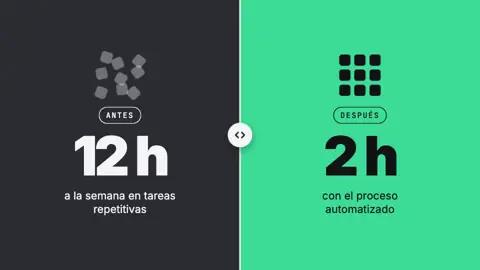 ANTES
12 h
a la semana en tareas
repetitivas
DESPUÉS
2 h
con el proceso
automatizado